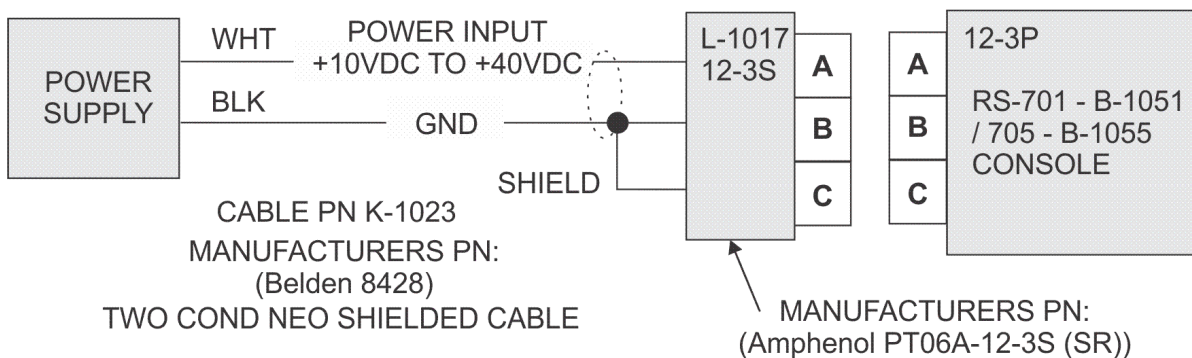 POWER
SUPPLY
WHT
BLK
POWER INPUT
+10VDC TO +40VDC
GND
SHIELD
CABLE PN K-1023
MANUFACTURERS PN:
(Belden 8428)
TWO COND NEO SHIELDED CABLE
L-1017
12-3S
A
B
C
A
B
C
12-3P
RS-701 - B-1051
/ 705 - B-1055
CONSOLE
MANUFACTURERS PN:
(Amphenol PT06A-12-3S (SR))